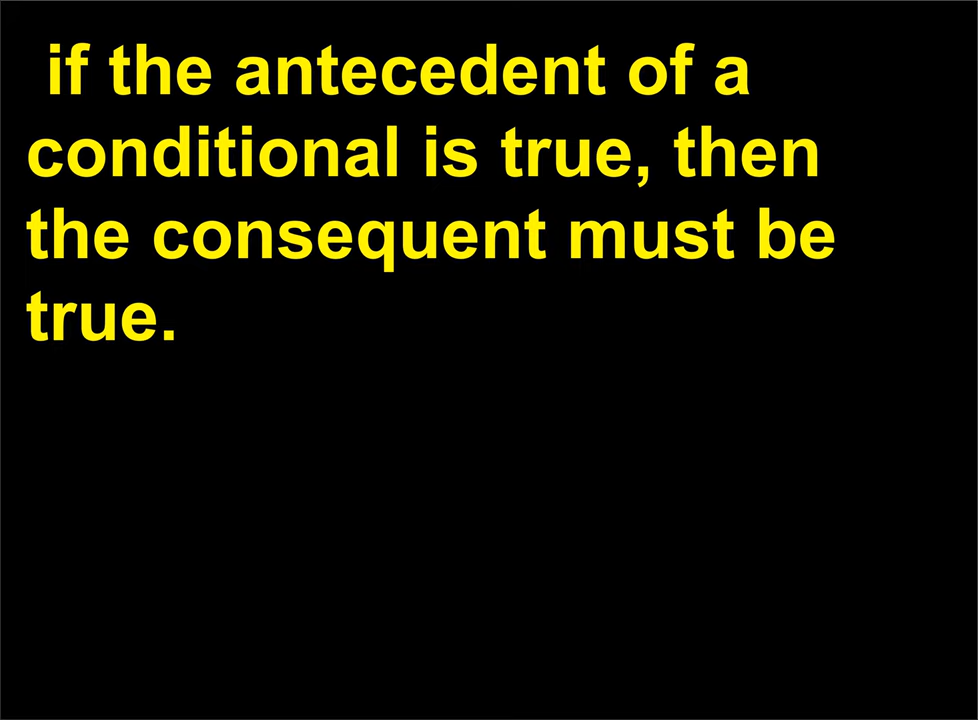 if the antecedent of a
conditional is true, then
the consequent must be
true.